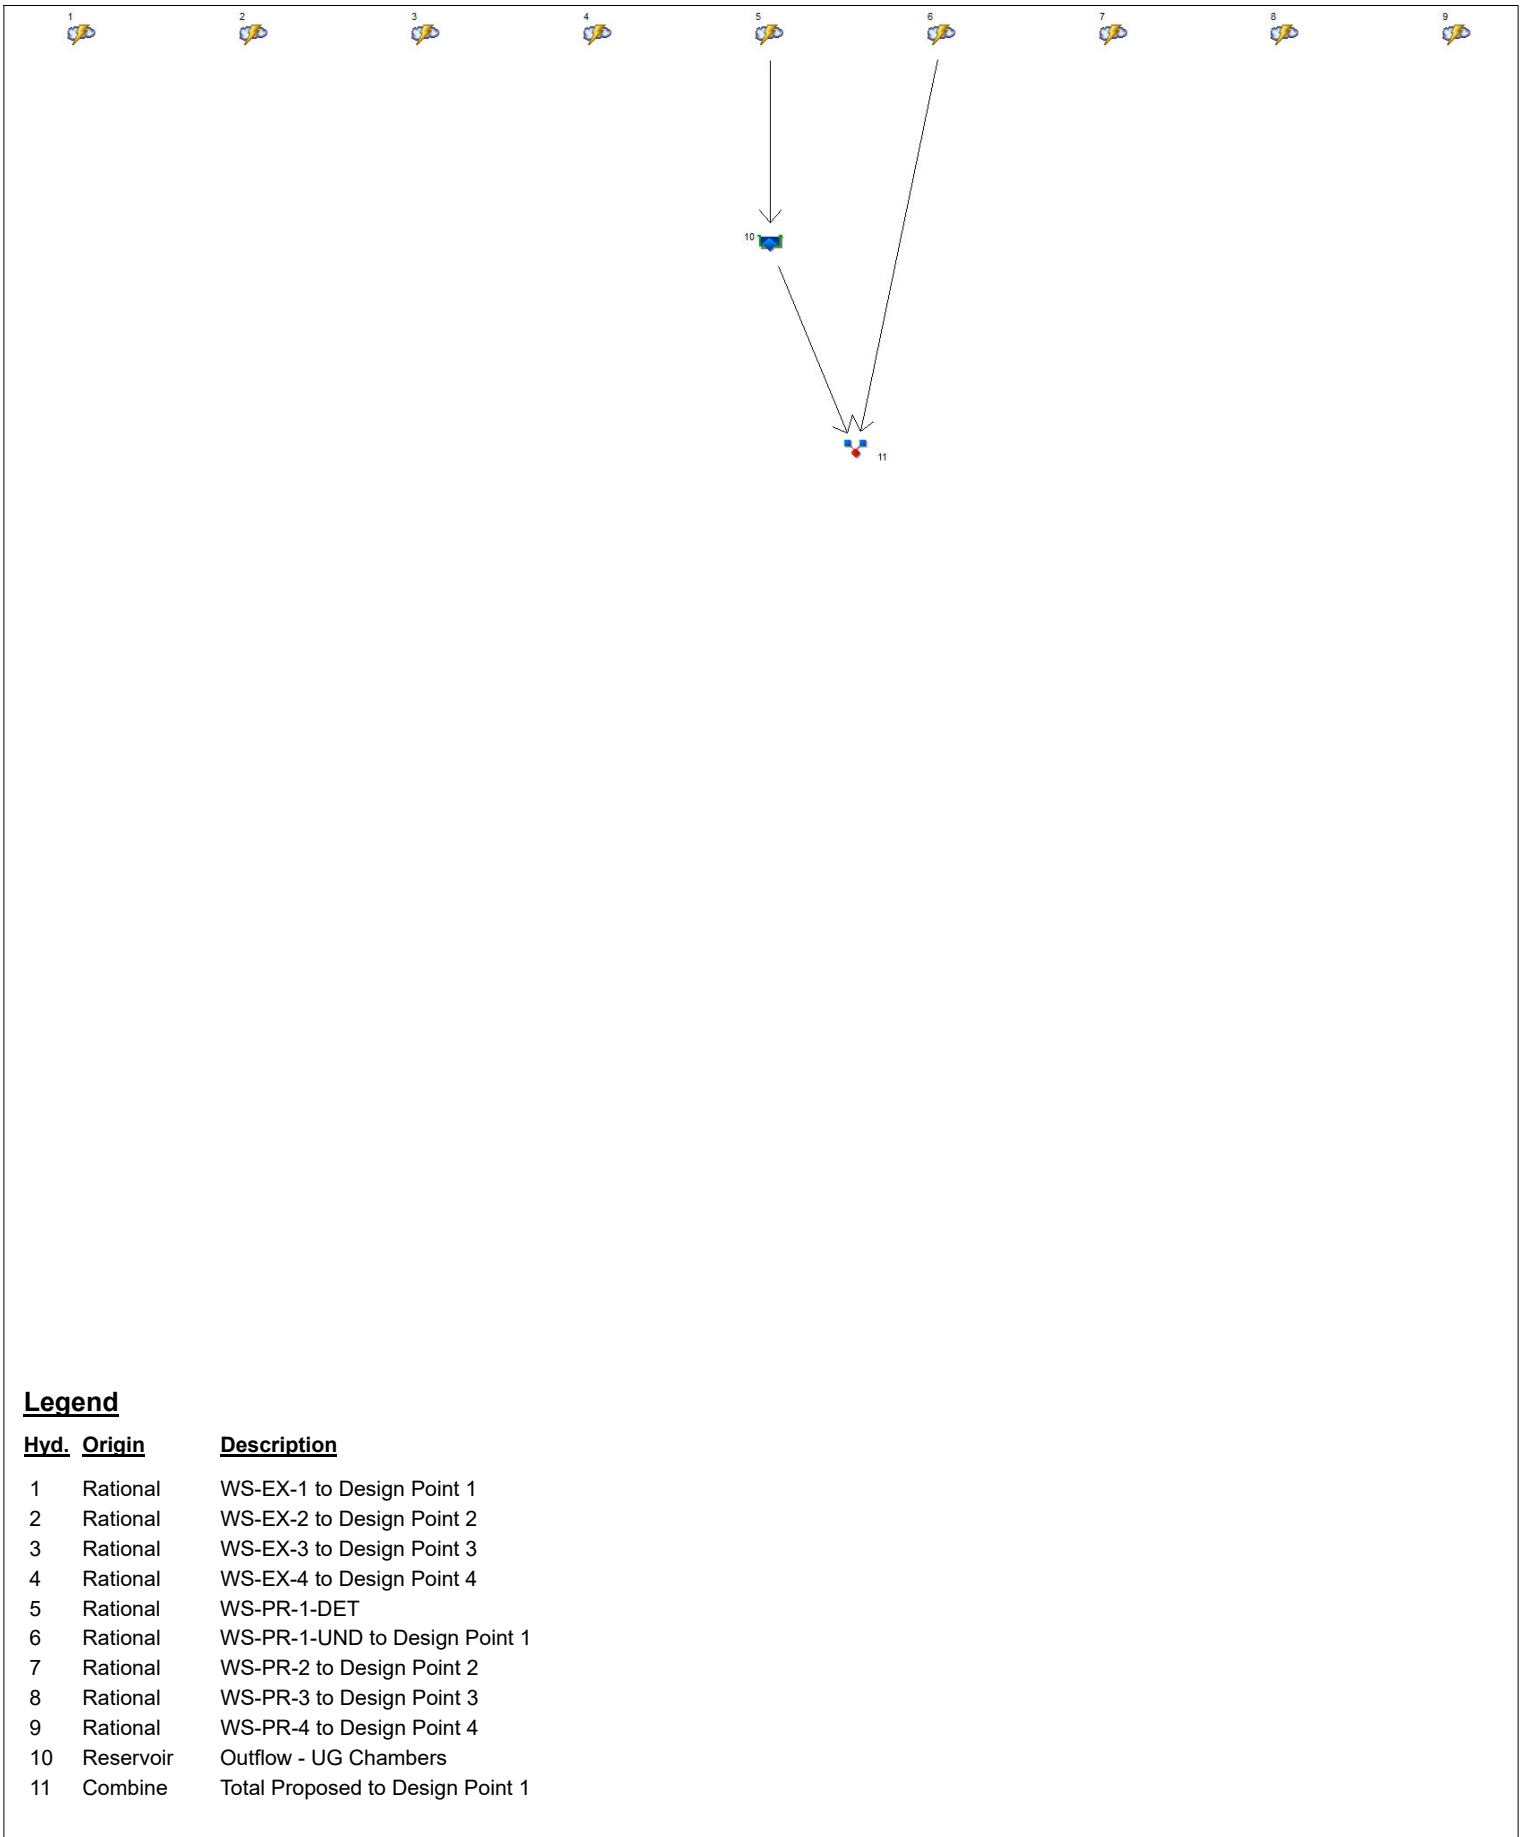 1 2 3 4 5 6 7 8 9
10
11
Legend
Hyd. Origin Description
1 Rational WS-EX-1 to Design Point 1
2 Rational WS-EX-2 to Design Point 2
3 Rational WS-EX-3 to Design Point 3
4 Rational WS-EX-4 to Design Point 4
5 Rational WS-PR-1-DET
6 Rational WS-PR-1-UND to Design Point 1
7 Rational WS-PR-2 to Design Point 2
8 Rational WS-PR-3 to Design Point 3
9 Rational WS-PR-4 to Design Point 4
10 Reservoir Outflow - UG Chambers
11 Combine Total Proposed to Design Point 1